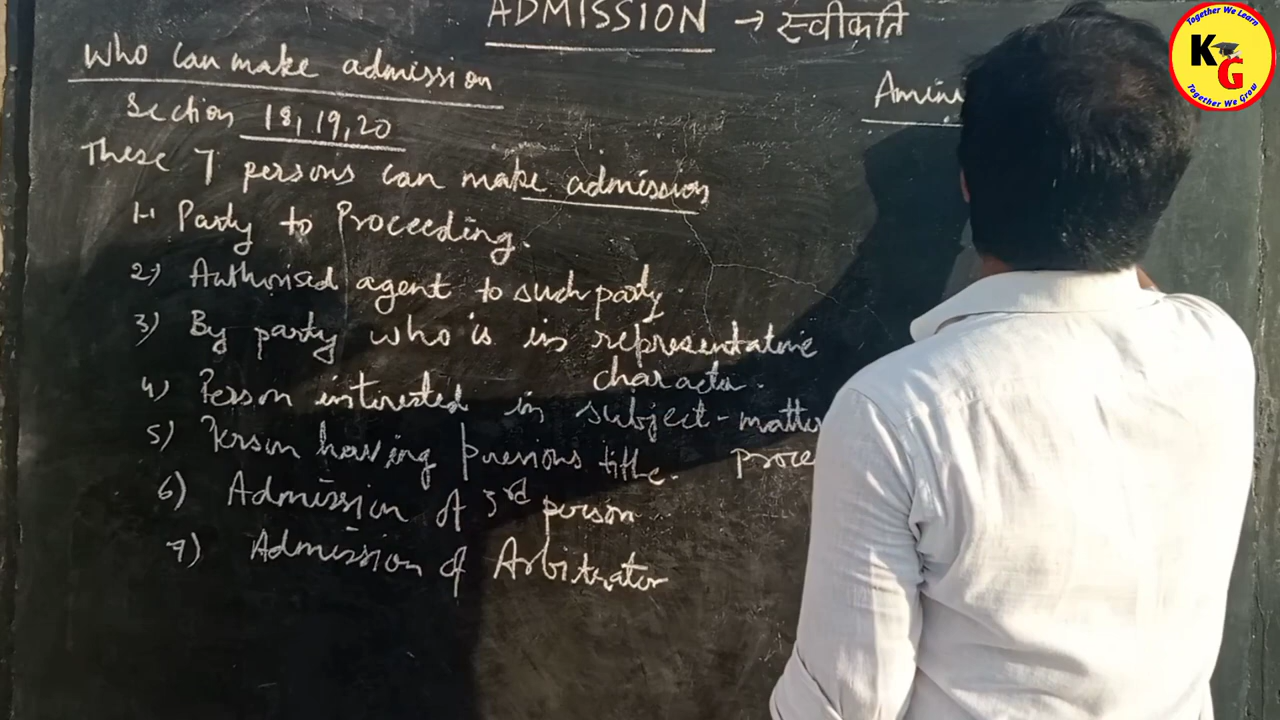 ADMISSION → स्वीकति
Who can make admission
Section 18, 19, 20
These 7 persons can make admission
1-1 Party to Proceeding.
2) Authorised agent to such party.
3) By party who is in representative
character.
4) Person interested in subject-matter
proce
5) Person having previous title.
6) Admission of 3rd person
7) Admission of Arbitrator
Together We Learn
KG
Together We Grow